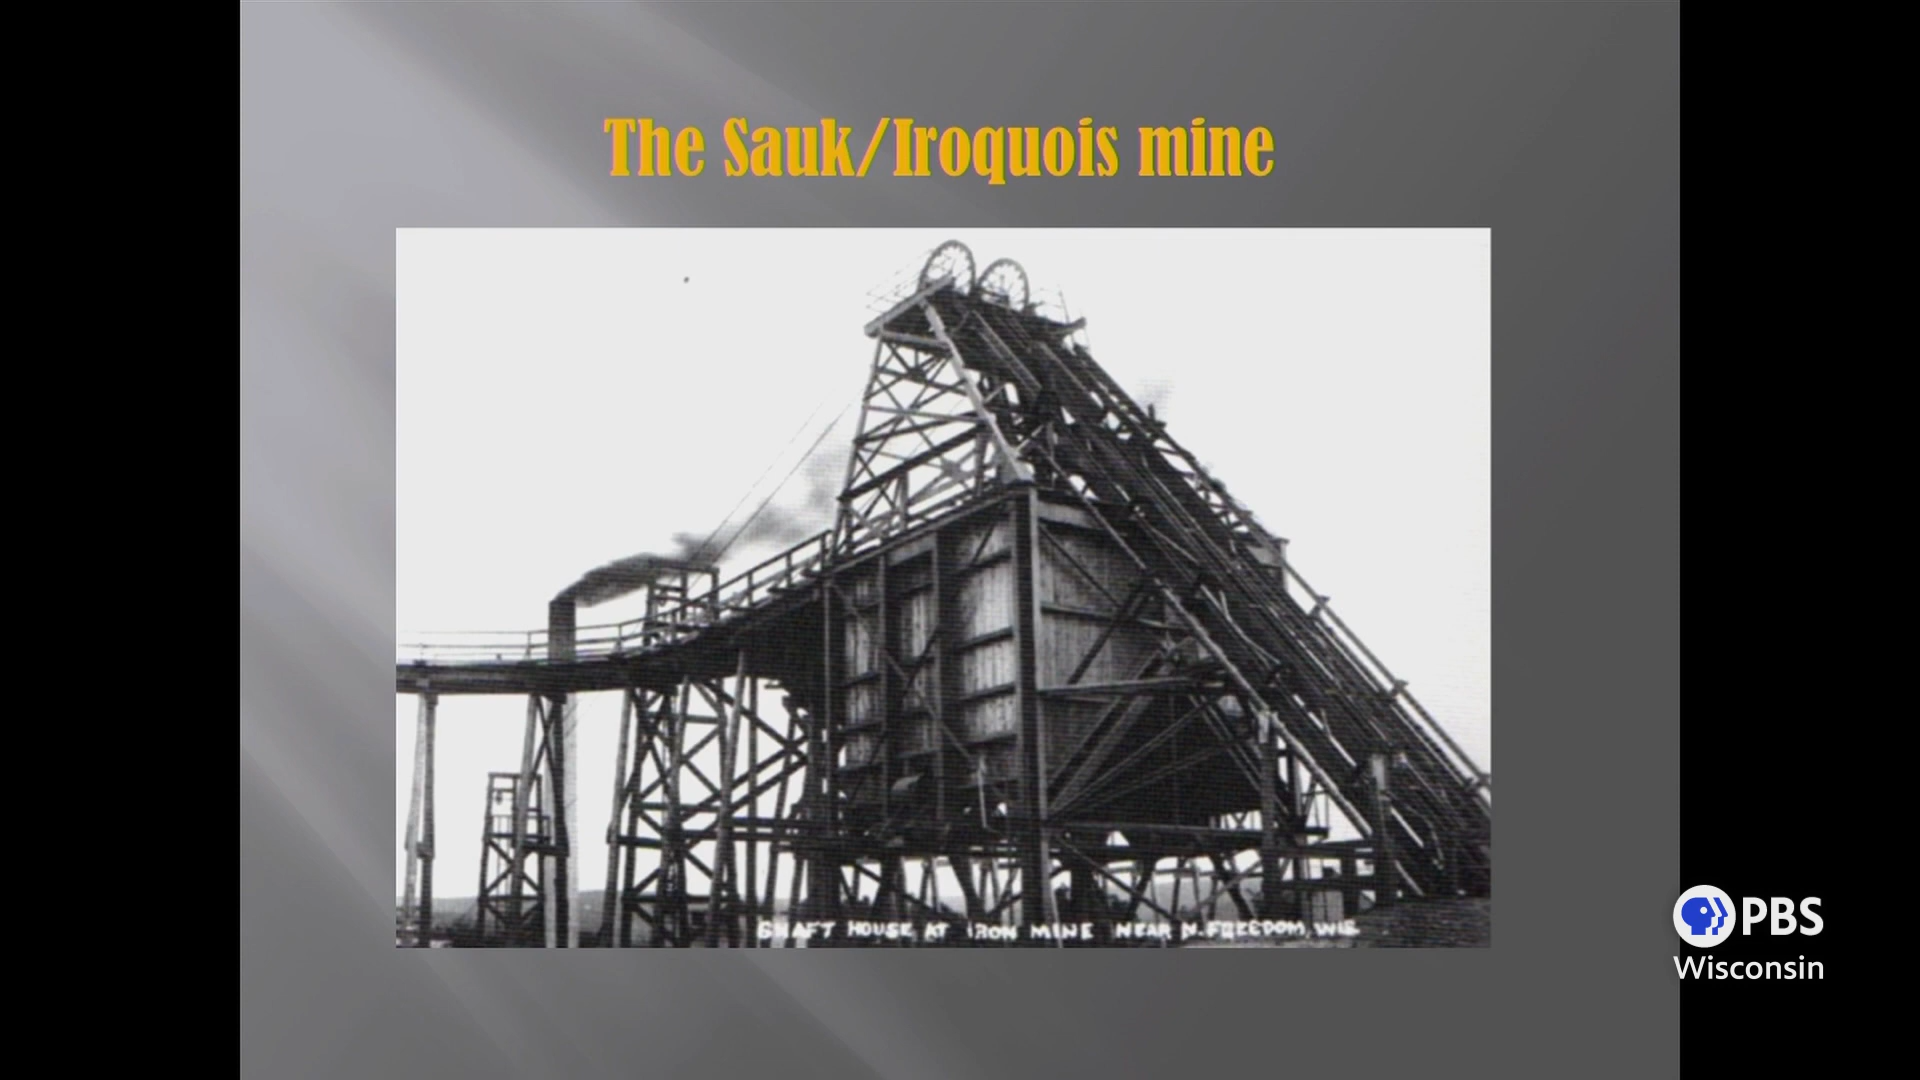 The Sauk/Iroquois mine
SHAFT HOUSE AT IRON MINE NEAR N. FREEDOM, WIS.
PBS
Wisconsin